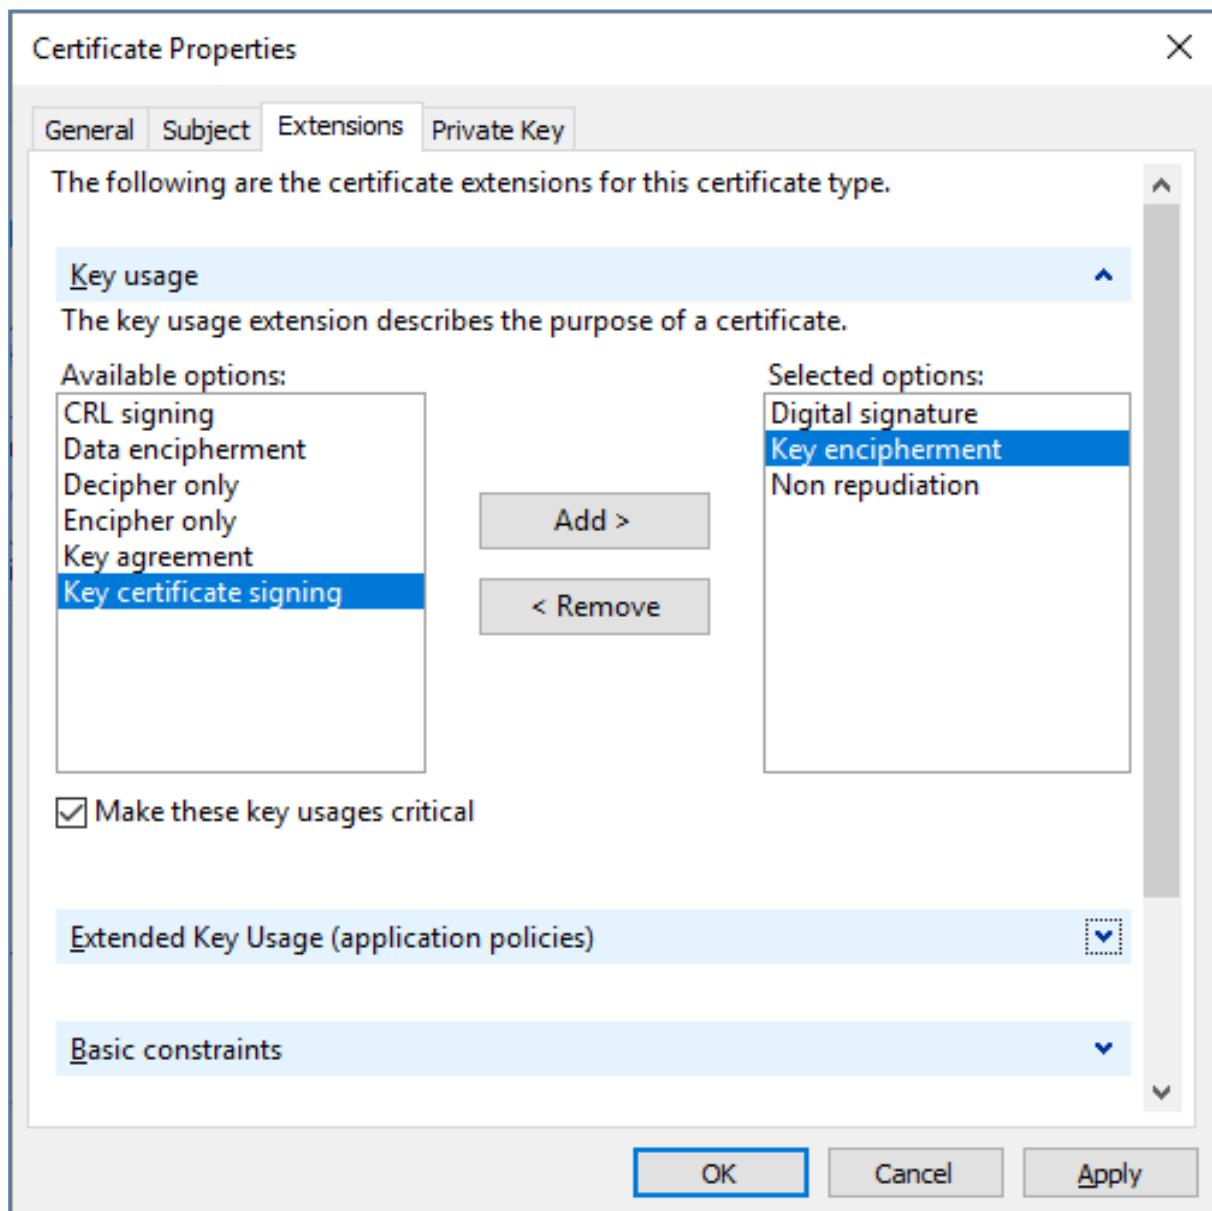 Certificate Properties
General Subject Extensions Private Key
The following are the certificate extensions for this certificate type.
Key usage
The key usage extension describes the purpose of a certificate.
Available options:
CRL signing
Data encipherment
Decipher only
Encipher only
Key agreement
Key certificate signing
Add >
< Remove
Selected options:
Digital signature
Key encipherment
Non repudiation
Make these key usages critical
Extended Key Usage (application policies)
Basic constraints
OK Cancel Apply